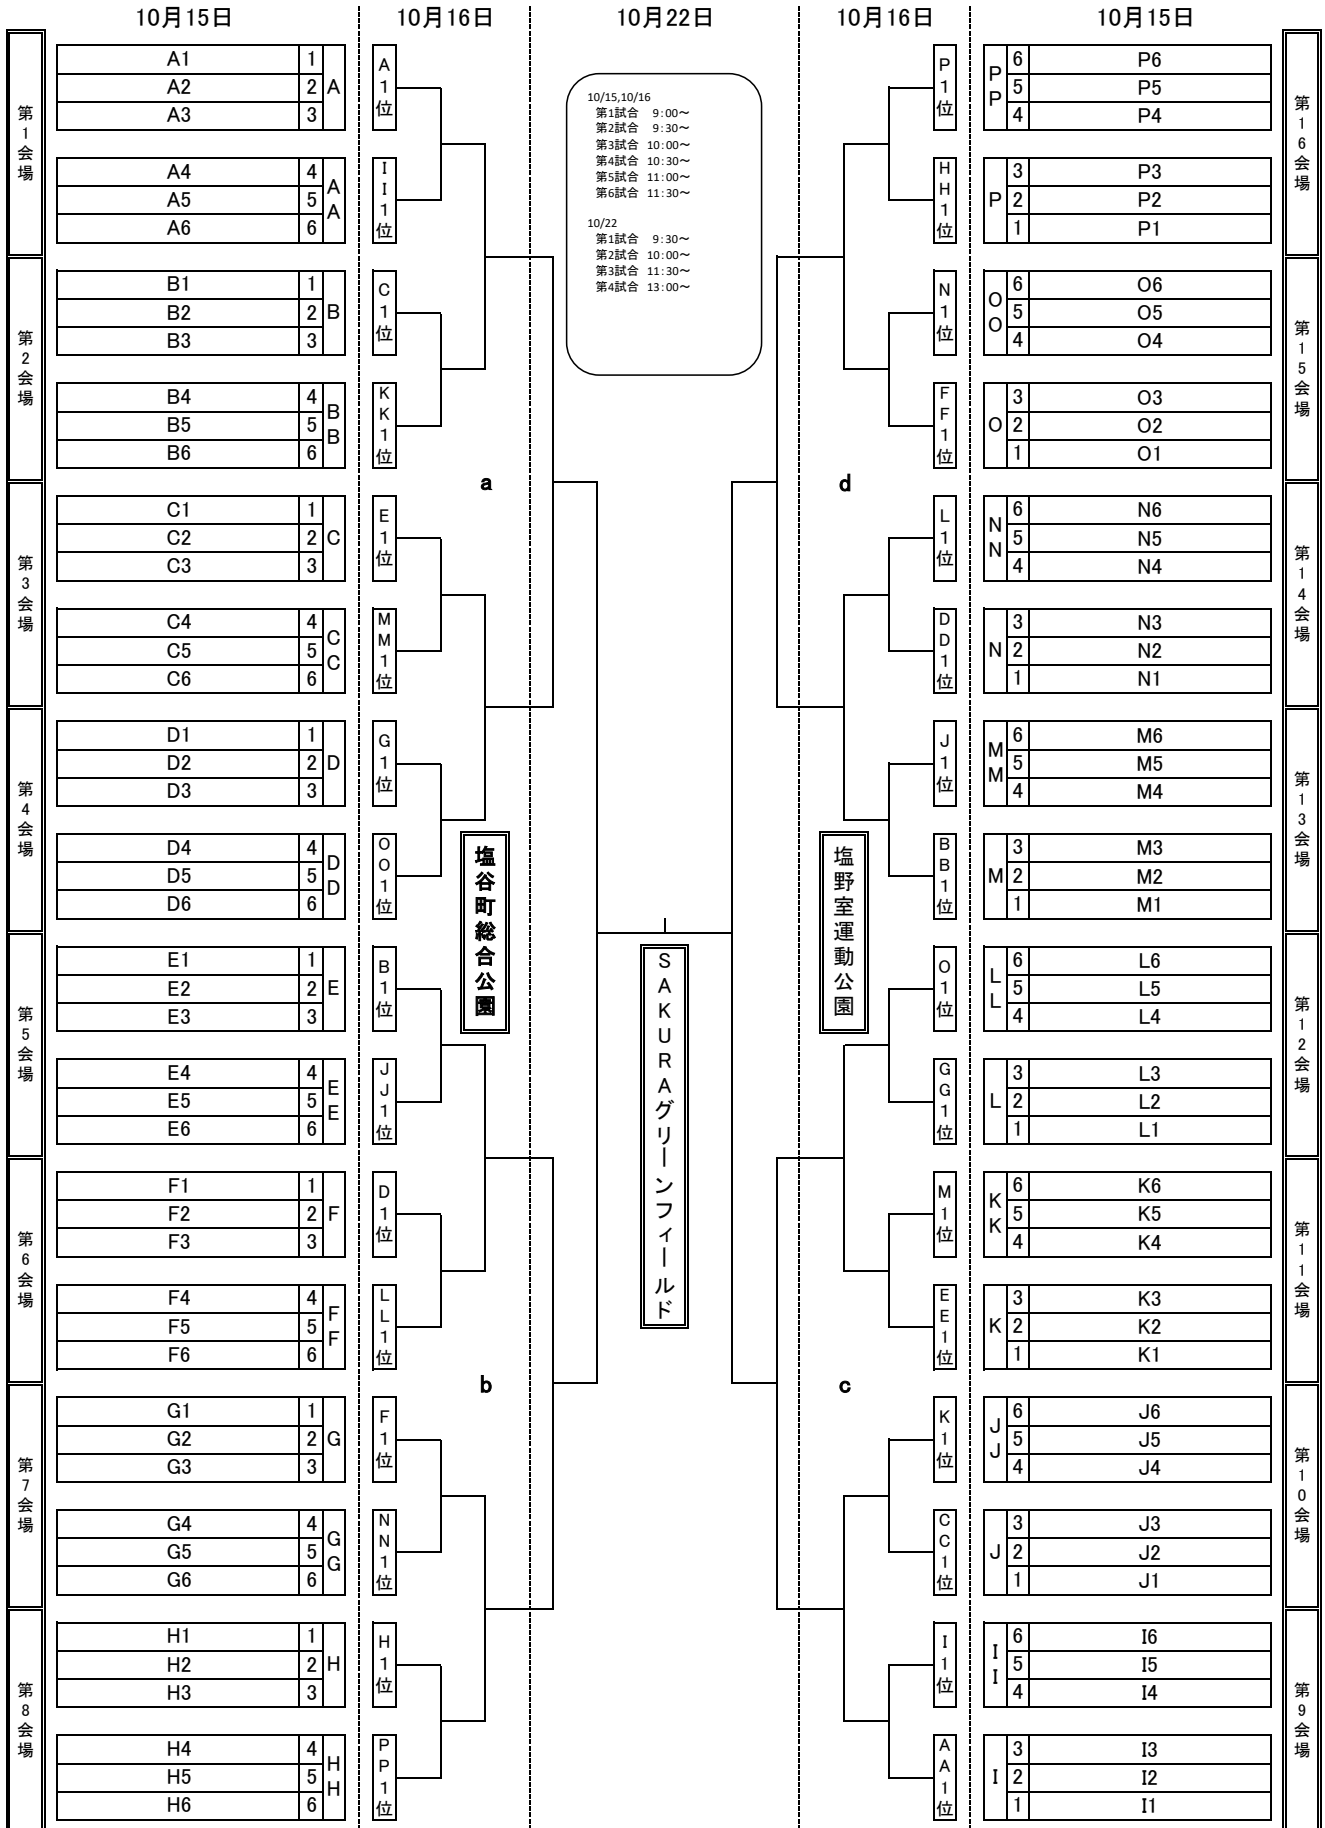 10月15日
10月16日
10月22日
10月16日
10月15日
第1会場
A1 1
A2 2
A3 3
A
A4 4
A5 5
A6 6
AA
第2会場
B1 1
B2 2
B3 3
B
B4 4
B5 5
B6 6
BB
第3会場
C1 1
C2 2
C3 3
C
C4 4
C5 5
C6 6
CC
第4会場
D1 1
D2 2
D3 3
D
D4 4
D5 5
D6 6
DD
第5会場
E1 1
E2 2
E3 3
E
E4 4
E5 5
E6 6
EE
第6会場
F1 1
F2 2
F3 3
F
F4 4
F5 5
F6 6
FF
第7会場
G1 1
G2 2
G3 3
G
G4 4
G5 5
G6 6
GG
第8会場
H1 1
H2 2
H3 3
H
H4 4
H5 5
H6 6
HH
A1位
II1位
C1位
KK1位
a
E1位
MM1位
G1位
OO1位
塩谷町総合公園
B1位
JJ1位
D1位
LL1位
b
F1位
NN1位
H1位
PP1位
10/15,10/16
第1試合 9:00～
第2試合 9:30～
第3試合 10:00～
第4試合 10:30～
第5試合 11:00～
第6試合 11:30～
10/22
第1試合 9:30～
第2試合 10:00～
第3試合 11:30～
第4試合 13:00～
SAKURAグリーンフィールド
P1位
HH1位
N1位
FF1位
d
L1位
DD1位
J1位
BB1位
塩野室運動公園
O1位
GG1位
M1位
EE1位
c
K1位
CC1位
I1位
AA1位
PP
6 P6
5 P5
4 P4
P
3 P3
2 P2
1 P1
第16会場
OO
6 O6
5 O5
4 O4
O
3 O3
2 O2
1 O1
第15会場
NN
6 N6
5 N5
4 N4
N
3 N3
2 N2
1 N1
第14会場
MM
6 M6
5 M5
4 M4
M
3 M3
2 M2
1 M1
第13会場
LL
6 L6
5 L5
4 L4
L
3 L3
2 L2
1 L1
第12会場
KK
6 K6
5 K5
4 K4
K
3 K3
2 K2
1 K1
第11会場
JJ
6 J6
5 J5
4 J4
J
3 J3
2 J2
1 J1
第10会場
II
6 I6
5 I5
4 I4
I
3 I3
2 I2
1 I1
第9会場